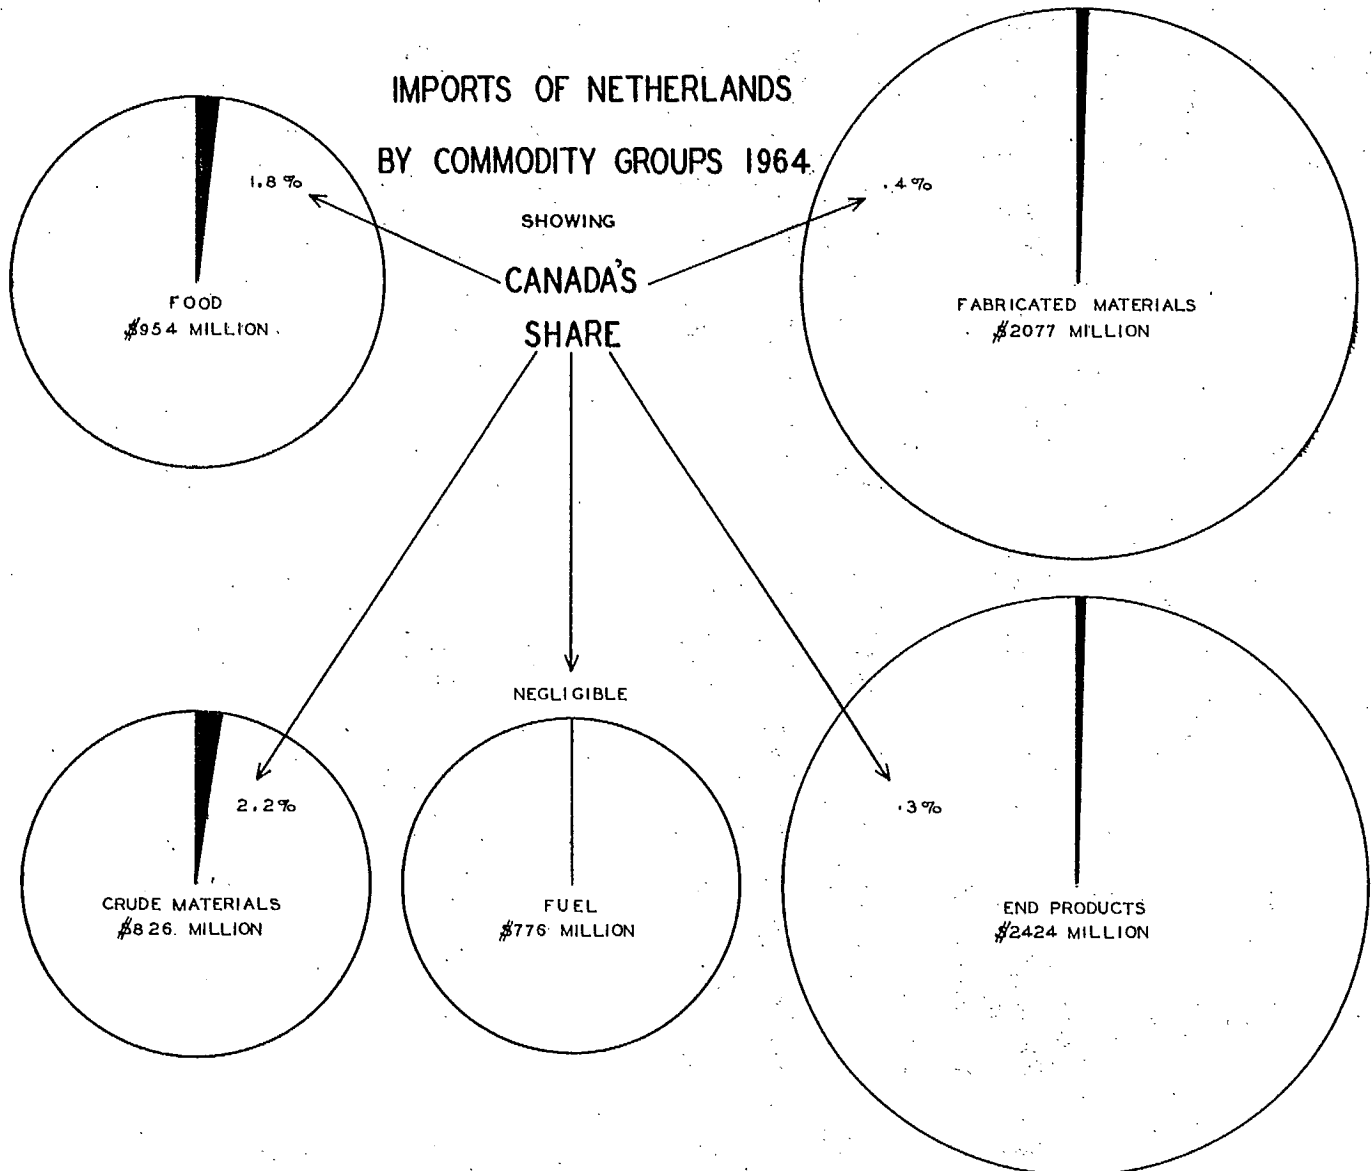 IMPORTS OF NETHERLANDS
BY COMMODITY GROUPS 1964
SHOWING
CANADA'S
SHARE
1.8%
FOOD
$954 MILLION
.4%
FABRICATED MATERIALS
$2077 MILLION
2.2%
CRUDE MATERIALS
$826 MILLION
NEGLIGIBLE
FUEL
$776 MILLION
.3%
END PRODUCTS
$2424 MILLION